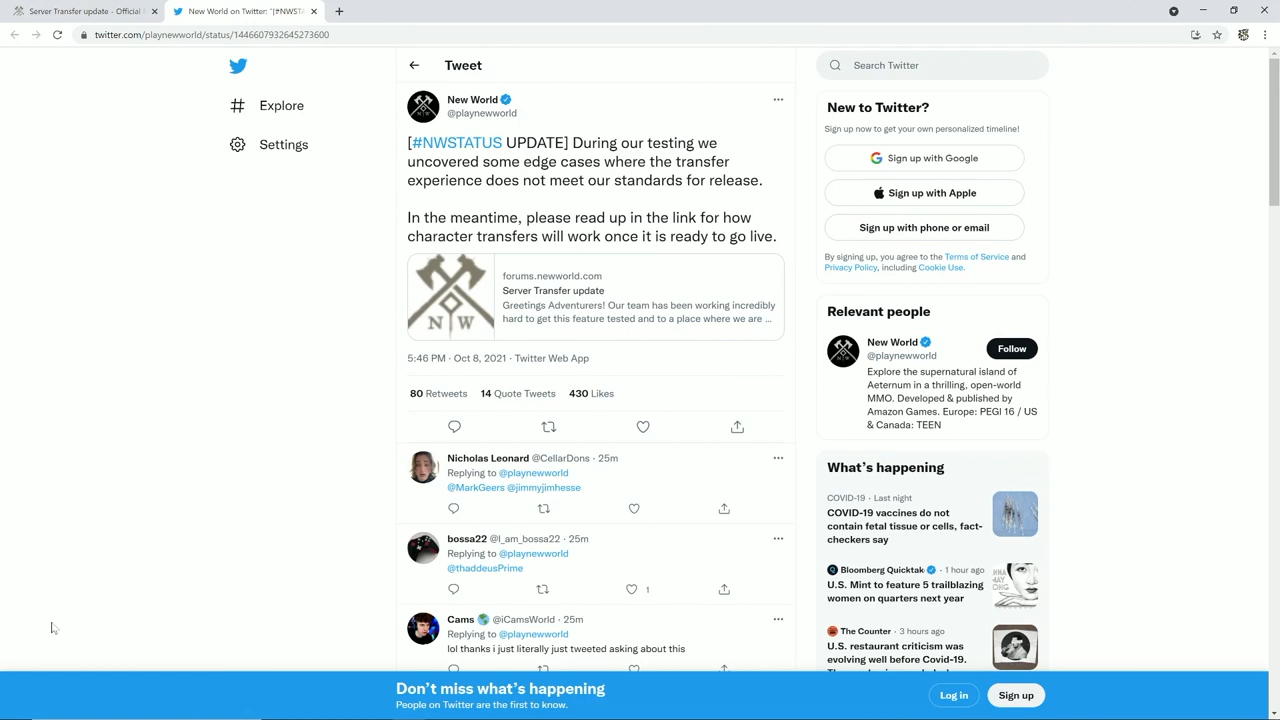 Server Transfer update - Official
New World on Twitter: "[#NWSTA
twitter.com/playnewworld/status/1446607932645273600
Explore
Settings
Tweet
New World
@playnewworld
[#NWSTATUS UPDATE] During our testing we
uncovered some edge cases where the transfer
experience does not meet our standards for release.
In the meantime, please read up in the link for how
character transfers will work once it is ready to go live.
N W
forums.newworld.com
Server Transfer update
Greetings Adventurers! Our team has been working incredibly
hard to get this feature tested and to a place where we are ...
5:46 PM · Oct 8, 2021 · Twitter Web App
80 Retweets 14 Quote Tweets 430 Likes
Nicholas Leonard @CellarDons · 25m
Replying to @playnewworld
@MarkGeers @jimmyjimhesse
bossa22 @I_am_bossa22 · 25m
Replying to @playnewworld
@thaddeusPrime
1
Cams @iCamsWorld · 25m
Replying to @playnewworld
lol thanks i just literally just tweeted asking about this
Search Twitter
New to Twitter?
Sign up now to get your own personalized timeline!
Sign up with Google
Sign up with Apple
Sign up with phone or email
By signing up, you agree to the Terms of Service and
Privacy Policy, including Cookie Use.
Relevant people
New World
@playnewworld
Follow
Explore the supernatural island of
Aeternum in a thrilling, open-world
MMO. Developed & published by
Amazon Games. Europe: PEGI 16 / US
& Canada: TEEN
What's happening
COVID-19 · Last night
COVID-19 vaccines do not
contain fetal tissue or cells, fact-
checkers say
Bloomberg Quicktak · 1 hour ago
U.S. Mint to feature 5 trailblazing
women on quarters next year
The Counter · 3 hours ago
U.S. restaurant criticism was
evolving well before Covid-19.
Don't miss what's happening
People on Twitter are the first to know.
Log in
Sign up